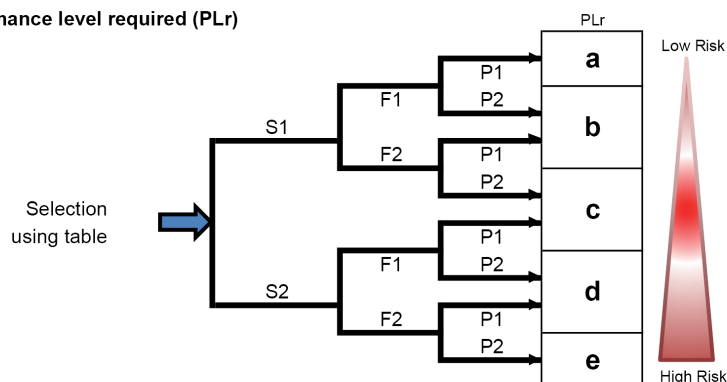 nance level required (PLr)
PLr
Low Risk
P1
a
F1
P2
S1
b
F2
P1
P2
Selection
using table
c
P1
F1
P2
S2
d
F2
P1
P2
e
High Risk